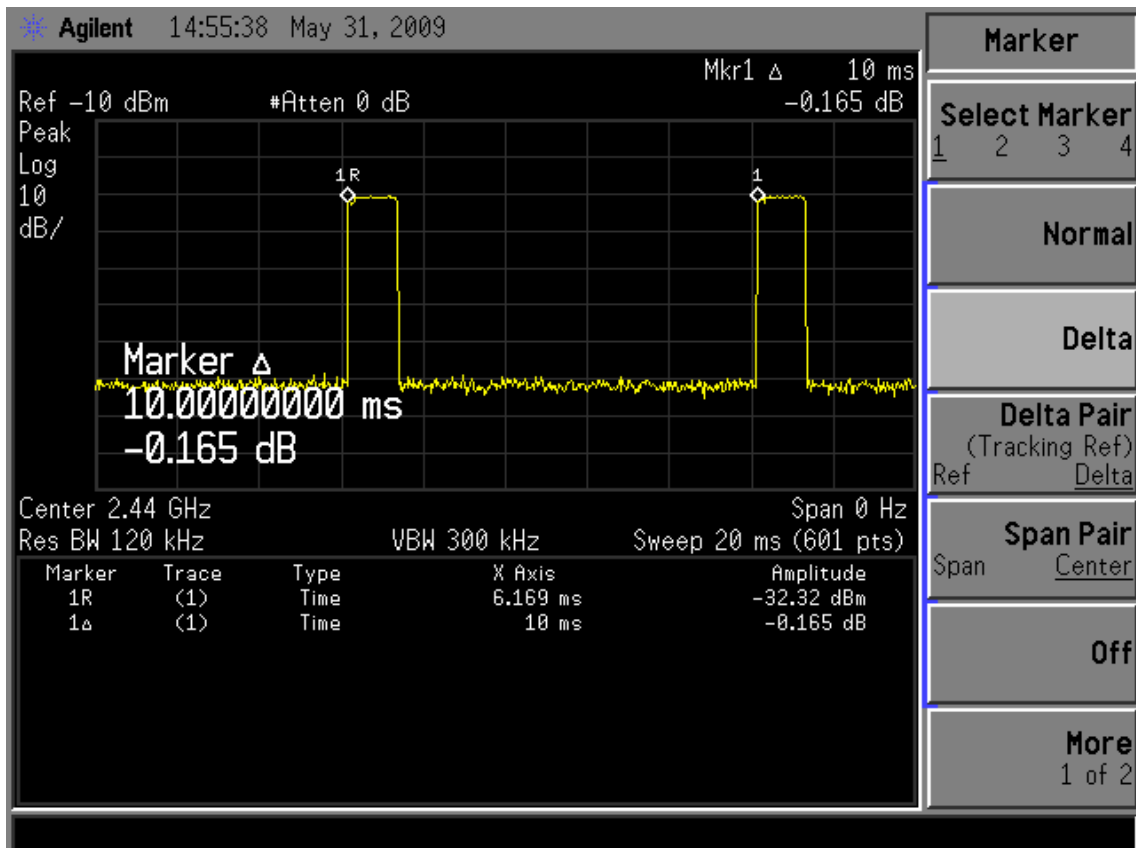 Agilent 14:55:38 May 31, 2009
Mkr1 Δ 10 ms
Ref -10 dBm #Atten 0 dB -0.165 dB
Peak
Log
10
dB/
1R
1
Marker Δ
10.00000000 ms
-0.165 dB
Center 2.44 GHz Span 0 Hz
Res BW 120 kHz VBW 300 kHz Sweep 20 ms (601 pts)
Marker Trace Type X Axis Amplitude
1R (1) Time 6.169 ms -32.32 dBm
1Δ (1) Time 10 ms -0.165 dB
Marker
Select Marker
1 2 3 4
Normal
Delta
Delta Pair
(Tracking Ref)
Ref Delta
Span Pair
Span Center
Off
More
1 of 2